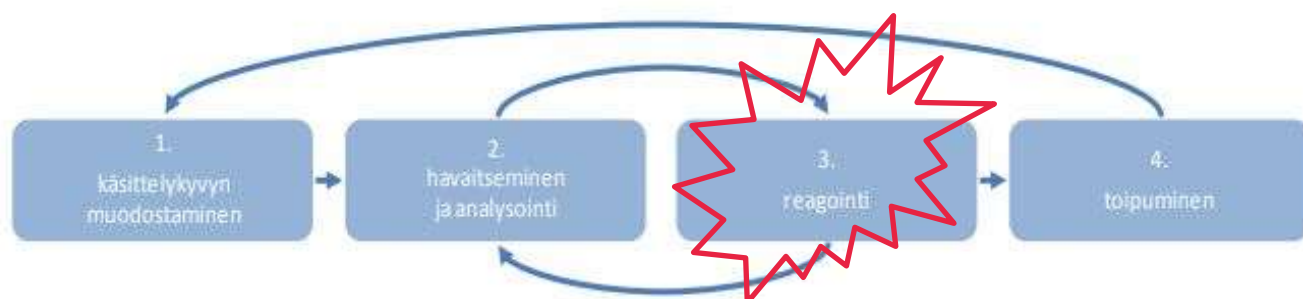 1.
käsittelykyvyn
muodostaminen
2.
havaitseminen
ja analysointi
3.
reagointi
4.
toipuminen